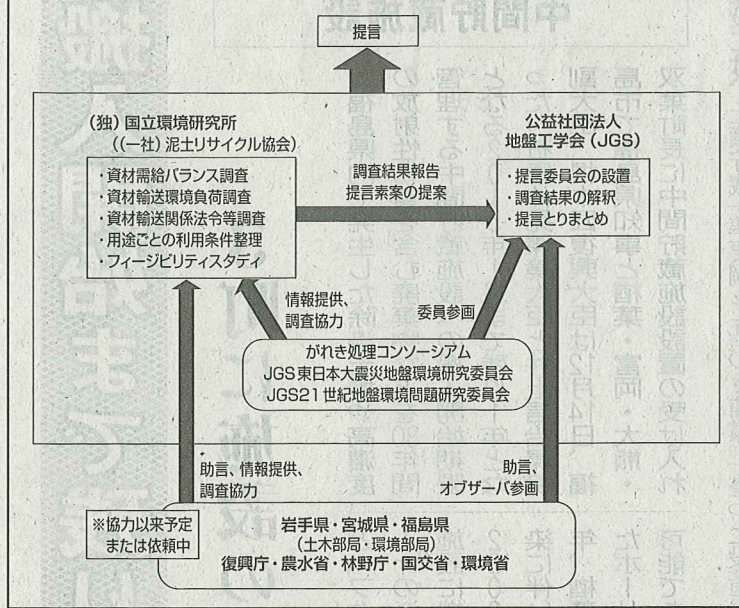 提言
(独)国立環境研究所
((一社)泥土リサイクル協会)
・資材需給バランス調査
・資材輸送環境負荷調査
・資材輸送関係法令等調査
・用途ごとの利用条件整理
・フィージビリティスタディ
調査結果報告
提言素案の提案
公益社団法人
地盤工学会(JGS)
・提言委員会の設置
・調査結果の解釈
・提言とりまとめ
情報提供、
調査協力
委員参画
がれき処理コンソーシアム
JGS東日本大震災地盤環境研究委員会
JGS21世紀地盤環境問題研究委員会
助言、情報提供、
調査協力
助言、
オブザーバ参画
※協力以来予定
または依頼中
岩手県・宮城県・福島県
(土木部局・環境部局)
復興庁・農水省・林野庁・国交省・環境省